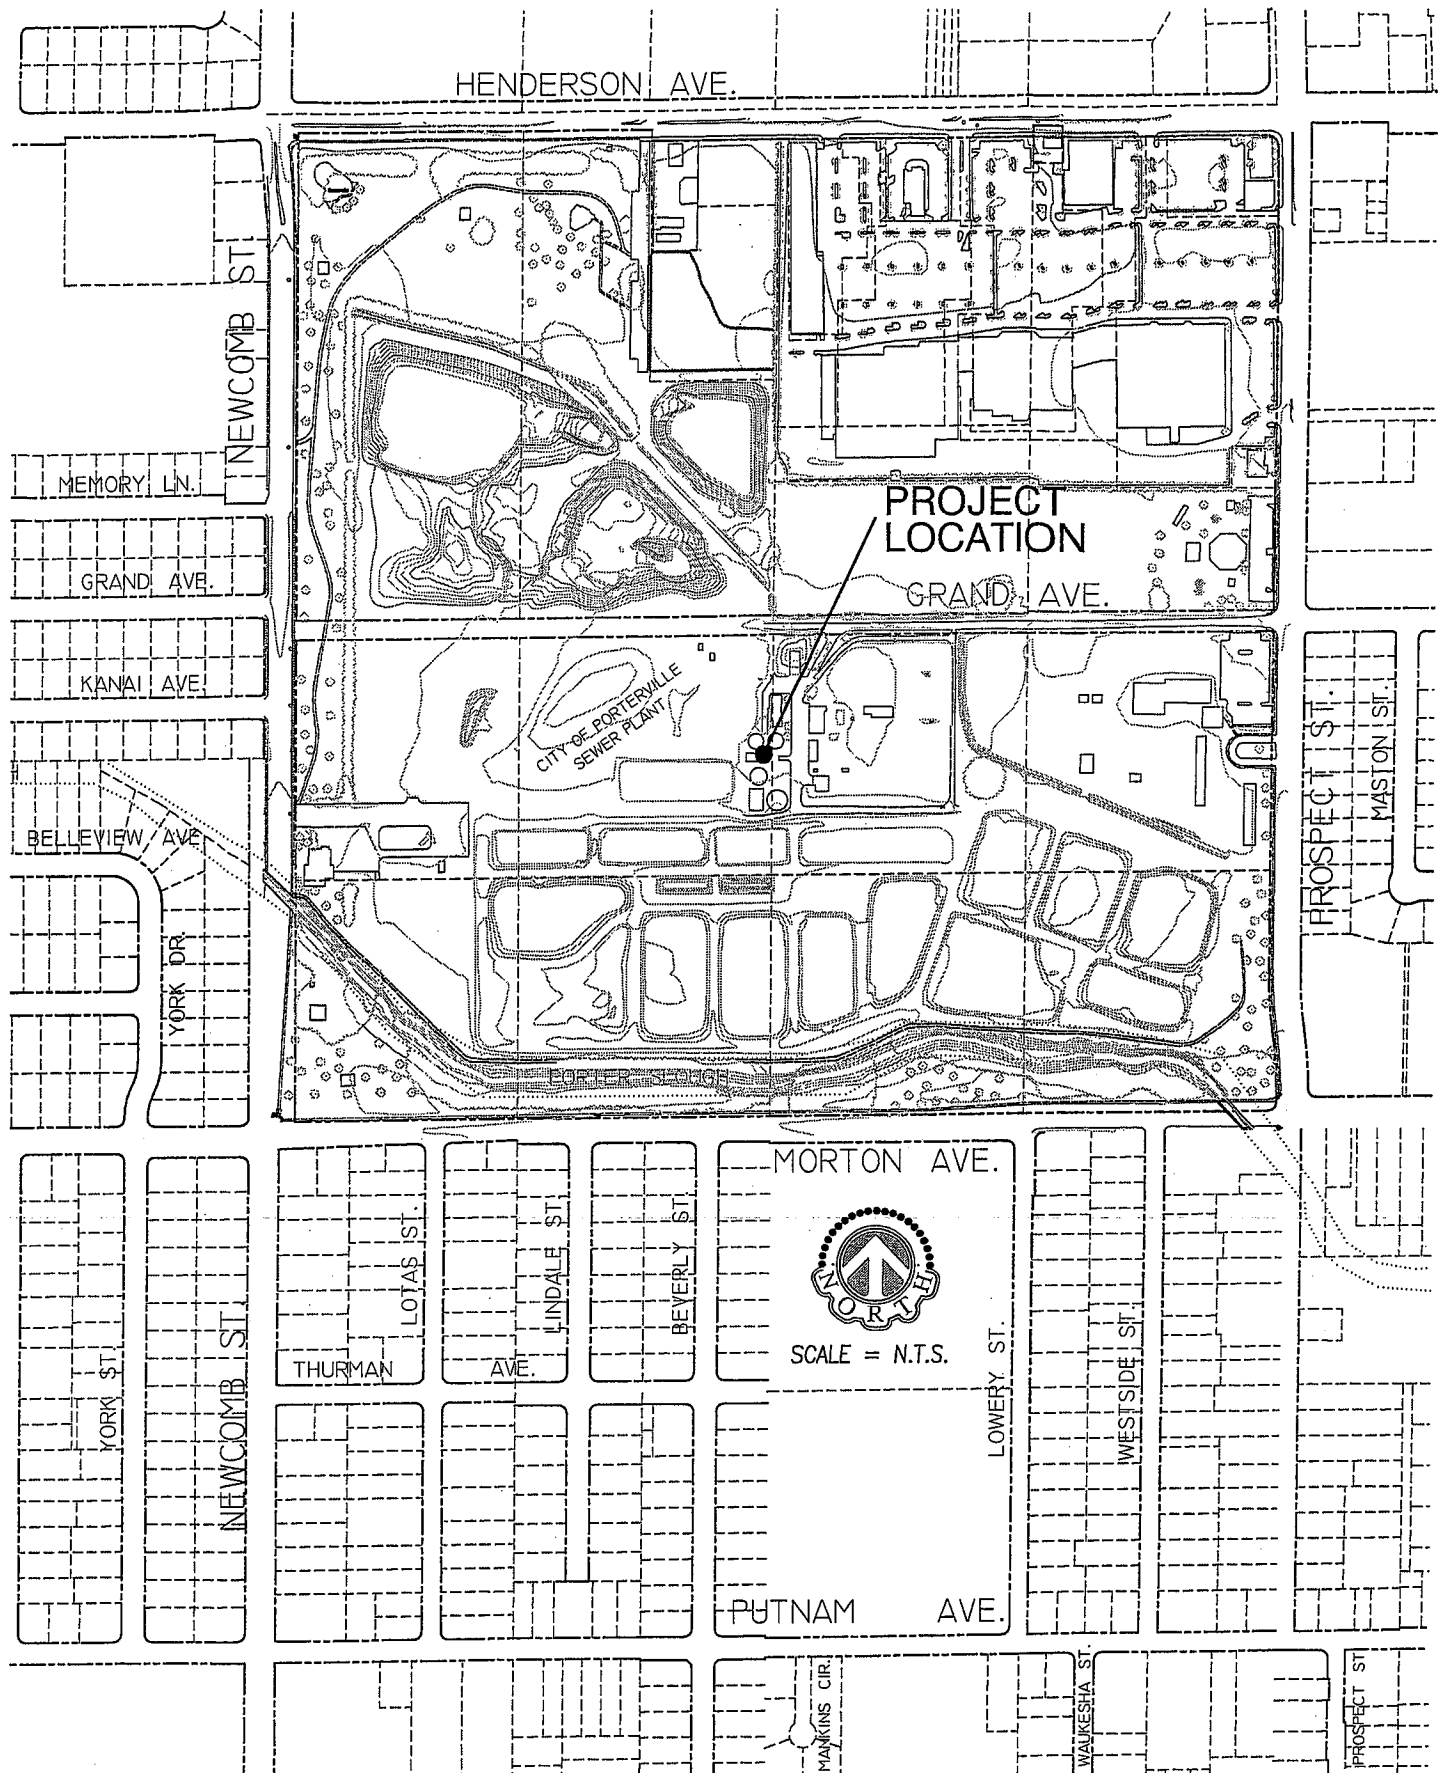 HENDERSON AVE.
NEWCOMB ST.
MEMORY LN.
PROJECT
LOCATION
GRAND AVE.
GRAND AVE.
KANAI AVE.
CITY OF PORTERVILLE
SEWER PLANT
PROSPECT ST.
MASTON ST.
BELLEVIEW AVE.
YORK DR.
PORTER SLOUGH
MORTON AVE.
NORTH
SCALE = N.T.S.
LOTAS ST.
LINDALE ST.
BEVERLY ST.
LOWERY ST.
WESTSIDE ST.
THURMAN AVE.
YORK ST.
NEWCOMB ST.
PUTNAM AVE.
MANKINS CIR.
WAUKESHA ST.
PROSPECT ST.